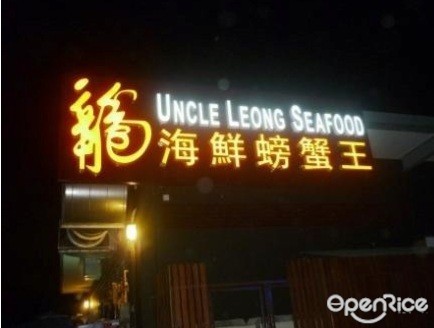 龍
UNCLE LEONG SEAFOOD
海鮮螃蟹王
OpenRice